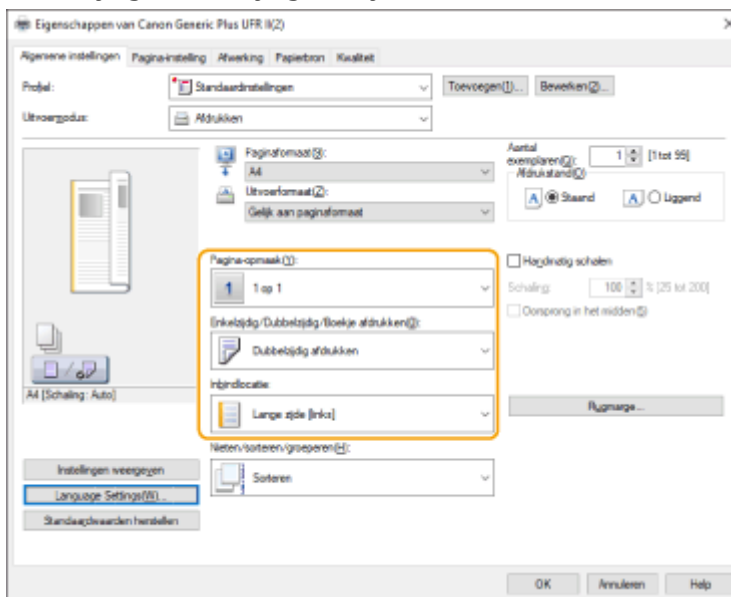 Eigenschappen van Canon Generic Plus UFR II(2)
Algemene instellingen Pagina-instelling Afwerking Papierbron Kwaliteit
Profiel: Standaardinstellingen Toevoegen(1)... Bewerken(2)...
Uitvoermodus: Afdrukken
Paginaformaat(3):
A4
Uitvoerformaat(Z):
Gelijk aan paginaformaat
Aantal
exemplaren(Q): 1 [1 tot 99]
Afdrukstand(O)
A Staand A Liggend
Pagina-opmaak(Y):
1 1 op 1
Enkelzijdig/Dubbelzijdig/Boekje afdrukken(Q):
Dubbelzijdig afdrukken
Inbindlocatie:
Lange zijde [links]
Handmatig schalen
Schaling: 100 % [25 tot 200]
Oorsprong in het midden(5)
Rugmarge...
Nieten/sorteren/groeperen(H):
Sorteren
A4 [Schaling: Auto]
Instellingen weergeven
Language Settings(W)...
Standaardwaarden herstellen
OK Annuleren Help